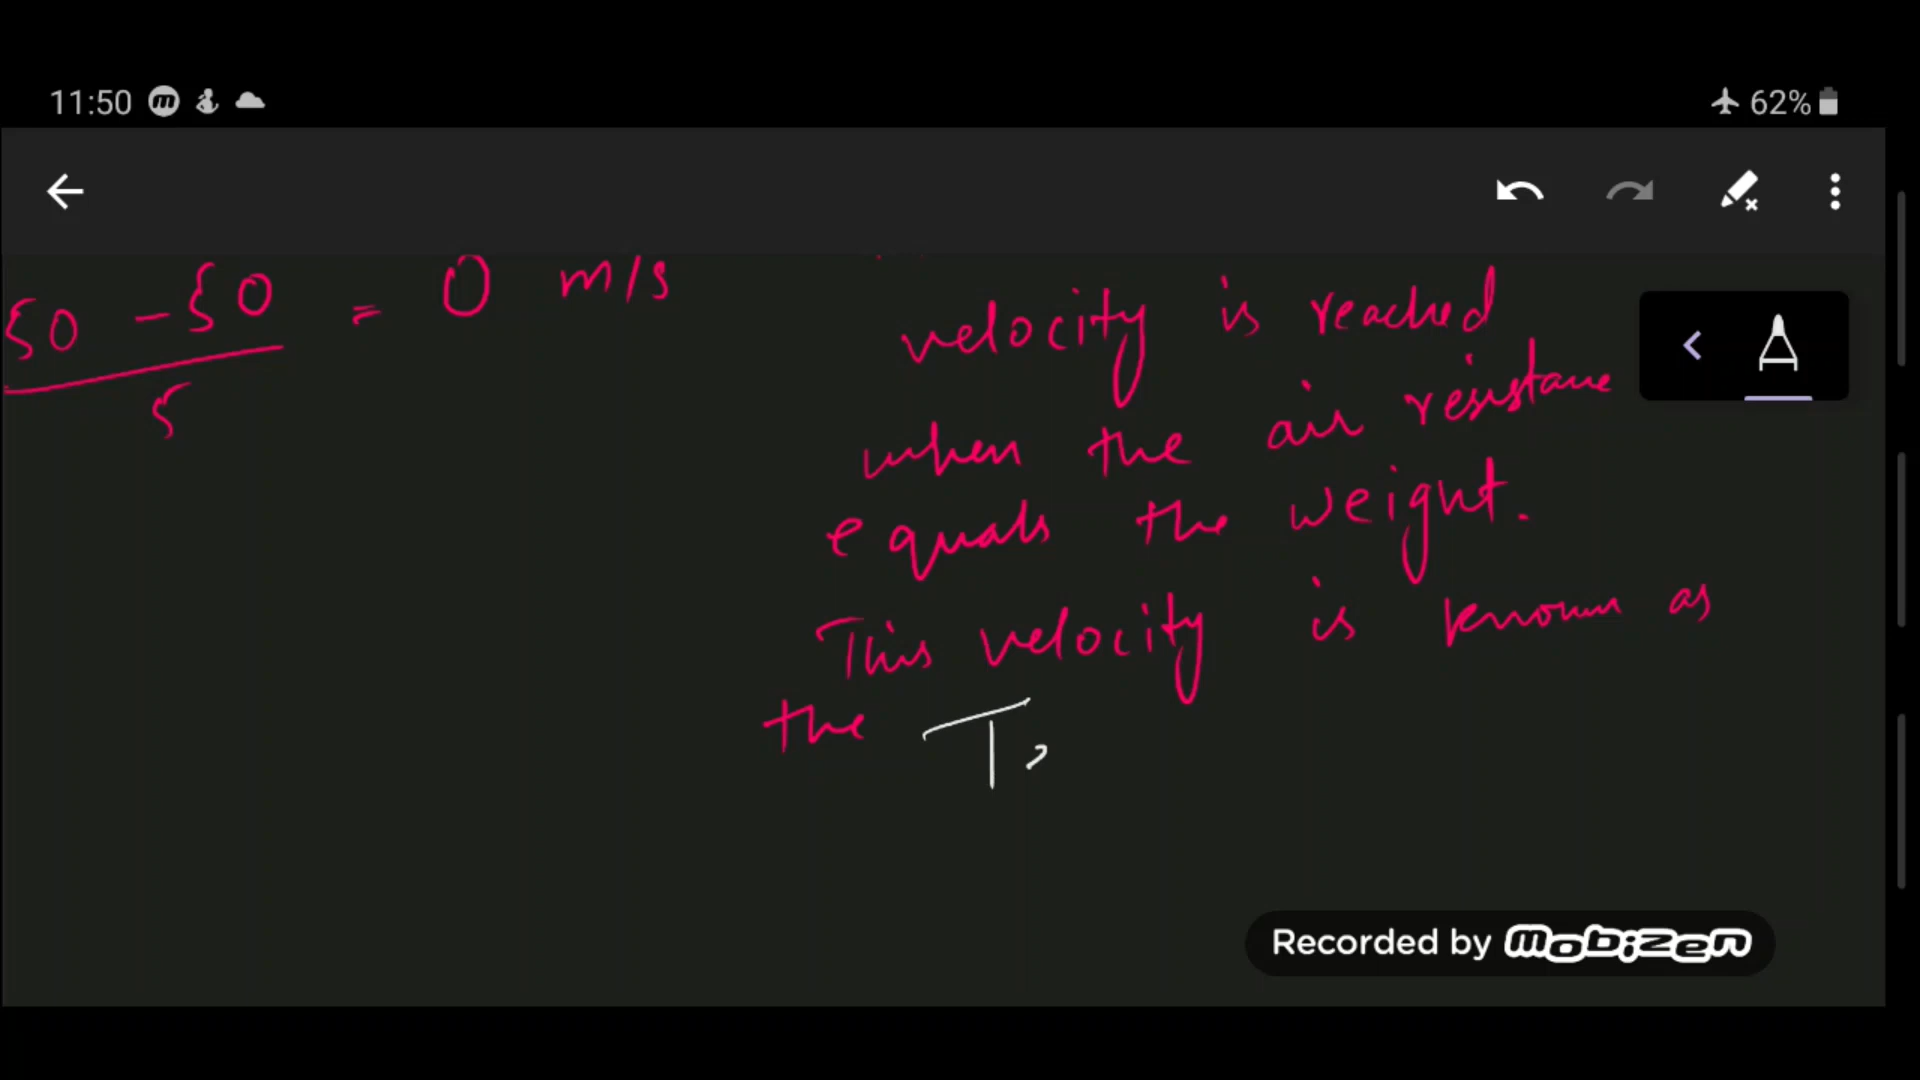 11:50
62%
50 - 50 = 0 m/s
5
velocity is reached
when the air resistance
equals the weight.
This velocity is known as
the T
Recorded by mobizen